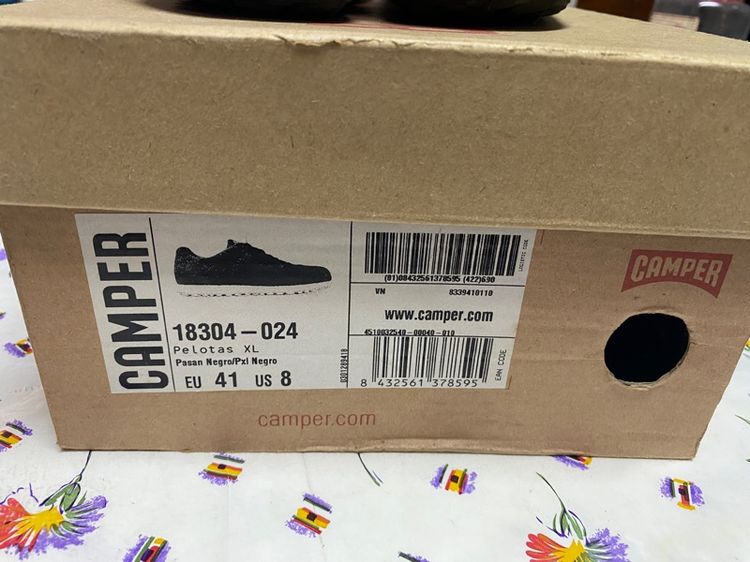 CAMPER
18304-024
Pelotas XL
Pasan Negro/Pxl Negro
EU 41 US 8
(01)08432561378595 (422)690
VN 8339410110
www.camper.com
4510032540-00040-010
8 432561 378595
EAN CODE
CAMPER
camper.com